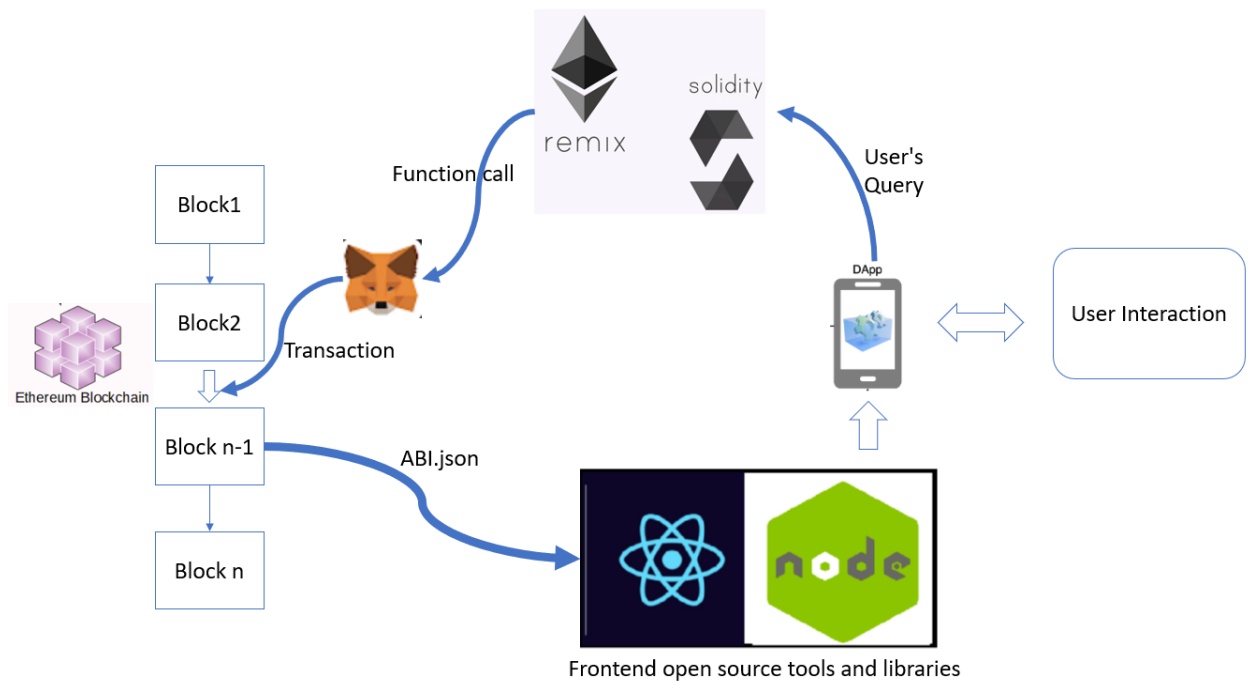 remix
solidity
Function call
User's
Query
Block1
DApp
Block2
User Interaction
Transaction
Ethereum Blockchain
Block n-1
ABI.json
Block n
node
Frontend open source tools and libraries